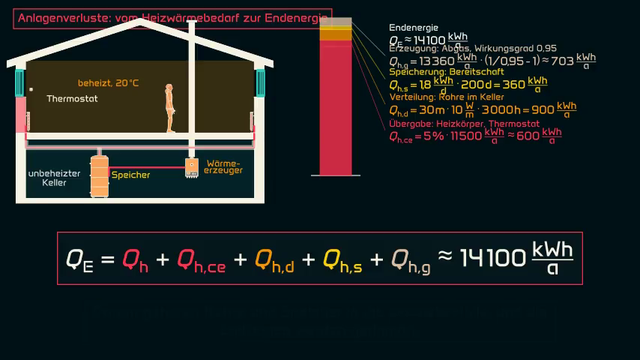 Anlagenverluste: vom Heizwärmebedarf zur Endenergie
beheizt, 20°C
Thermostat
unbeheizter
Keller
Speicher
Wärme-
erzeuger
Endenergie
Q_E ≈ 14100 kWh/a
Erzeugung: Abgas, Wirkungsgrad 0,95
Q_h,g = 13360 kWh/a · (1/0,95 - 1) ≈ 703 kWh/a
Speicherung: Bereitschaft
Q_h,s = 1,8 kWh/d · 200d = 360 kWh/a
Verteilung: Rohre im Keller
Q_h,d = 30m · 10 W/m · 3000h = 900 kWh/a
Übergabe: Heizkörper, Thermostat
Q_h,ce = 5% · 11500 kWh/a ≈ 600 kWh/a
Q_E = Q_h + Q_h,ce + Q_h,d + Q_h,s + Q_h,g ≈ 14100 kWh/a